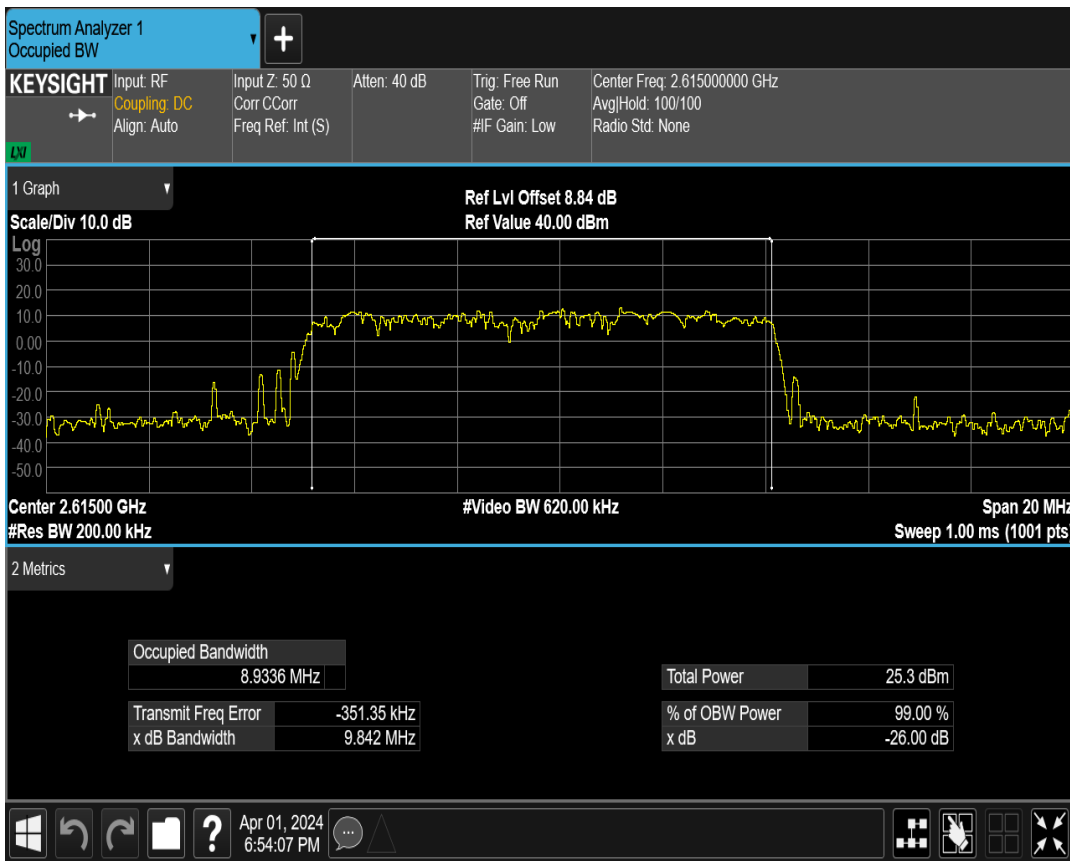 Spectrum Analyzer 1
Occupied BW
+
KEYSIGHT
LXI
Input: RF
Coupling: DC
Align: Auto
Input Z: 50 Ω
Corr CCorr
Freq Ref: Int (S)
Atten: 40 dB
Trig: Free Run
Gate: Off
#IF Gain: Low
Center Freq: 2.615000000 GHz
Avg|Hold: 100/100
Radio Std: None
1 Graph
Scale/Div 10.0 dB
Ref Lvl Offset 8.84 dB
Ref Value 40.00 dBm
Log
30.0
20.0
10.0
0.00
-10.0
-20.0
-30.0
-40.0
-50.0
Center 2.61500 GHz
#Res BW 200.00 kHz
#Video BW 620.00 kHz
Span 20 MHz
Sweep 1.00 ms (1001 pts)
2 Metrics
Occupied Bandwidth
8.9336 MHz
Transmit Freq Error -351.35 kHz
x dB Bandwidth 9.842 MHz
Total Power 25.3 dBm
% of OBW Power 99.00 %
x dB -26.00 dB
?
Apr 01, 2024
6:54:07 PM